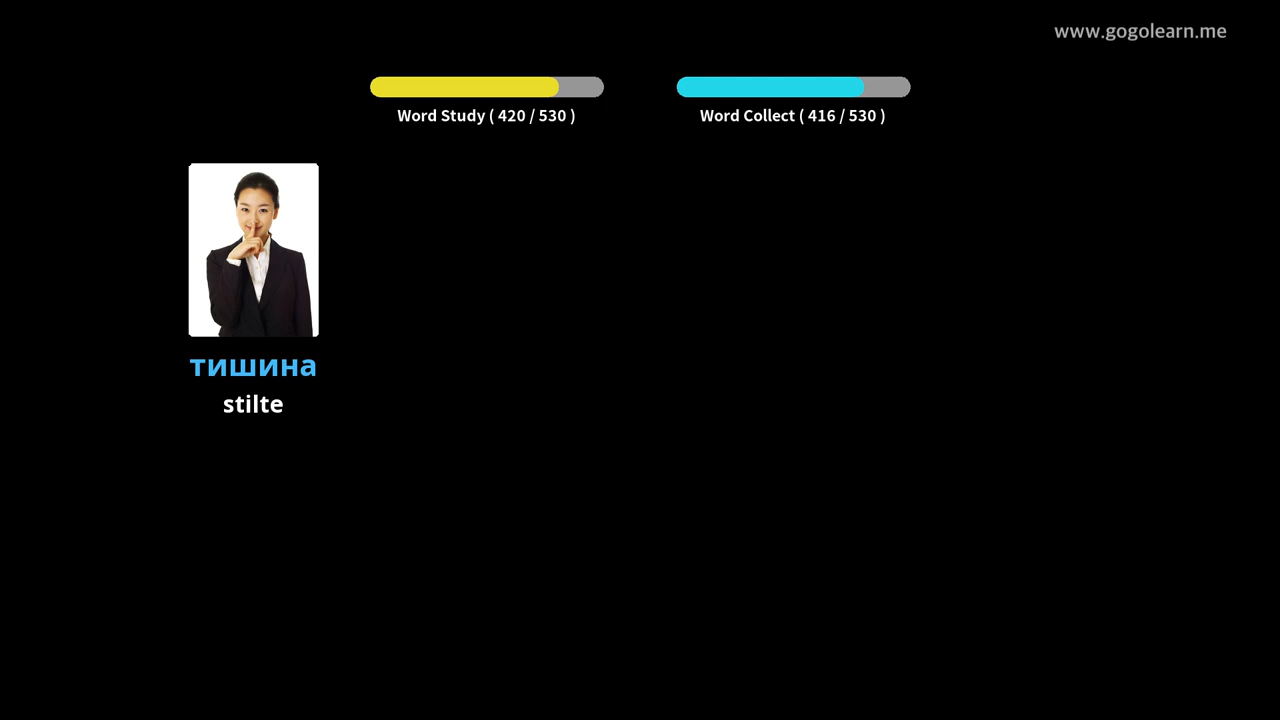 www.gogolearn.me
Word Study ( 420 / 530 )
Word Collect ( 416 / 530 )
тишина
stilte